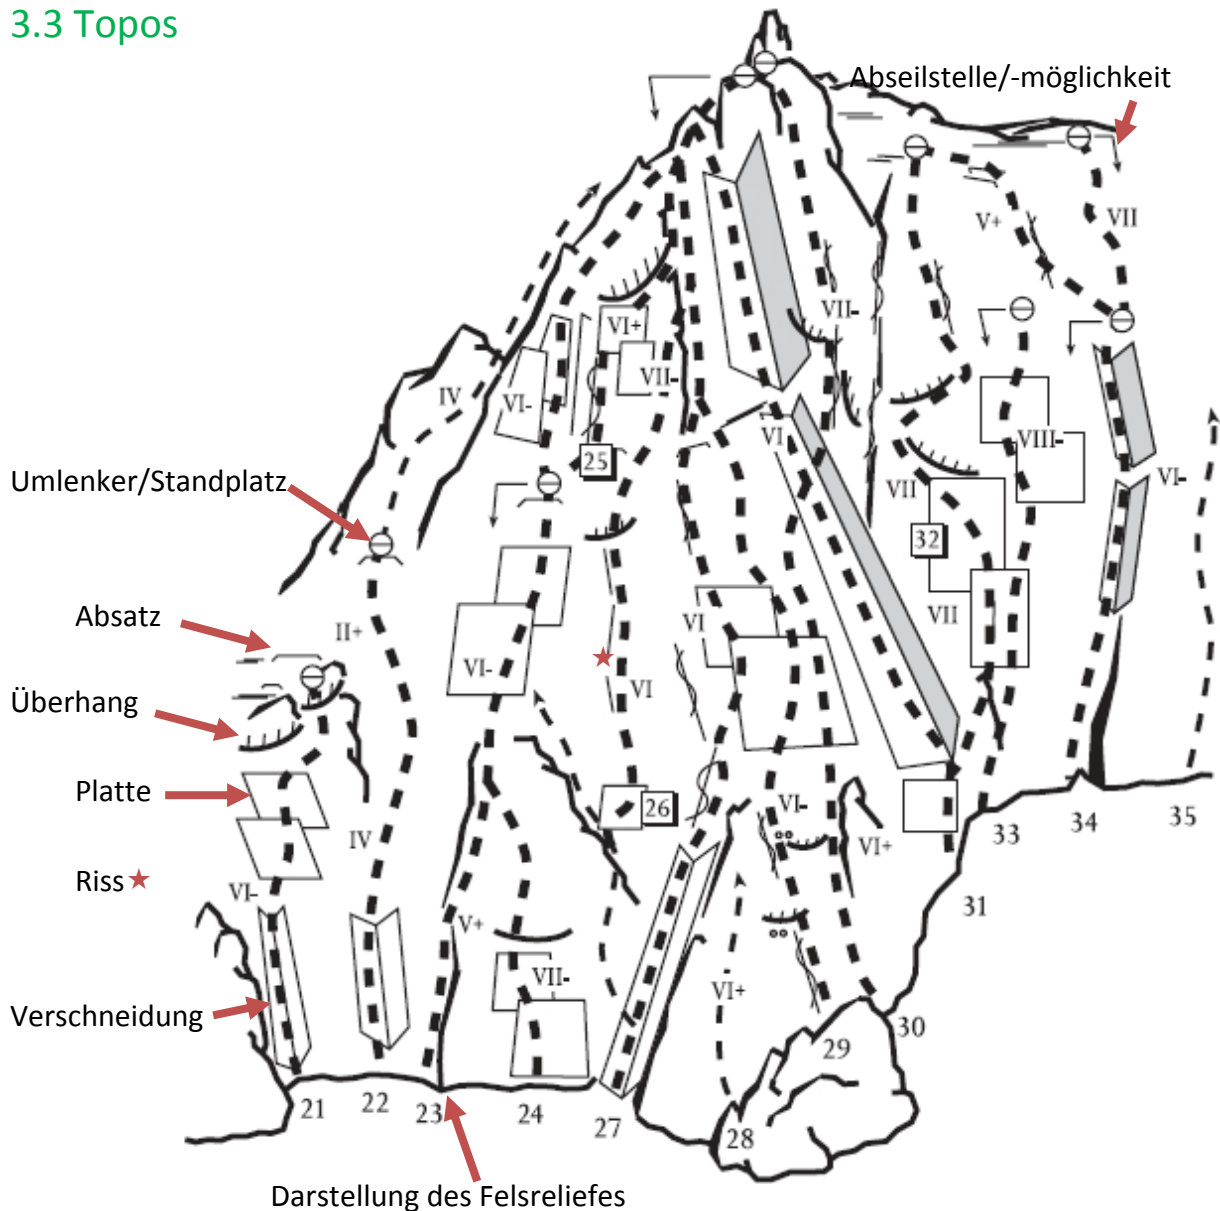 3.3 Topos
Abseilstelle/-möglichkeit
V+
VII
VI+
VII-
VII-
IV
VI-
VI
25
VIII-
VI-
Umlenker/Standplatz
VII
32
Absatz
II+
VI
VII
VI-
VI
Überhang
Platte
26
VI-
IV
VI+
33
34
35
Riss
VI-
31
V+
VII-
VI+
Verschneidung
30
29
21
22
23
24
27
28
Darstellung des Felsreliefes